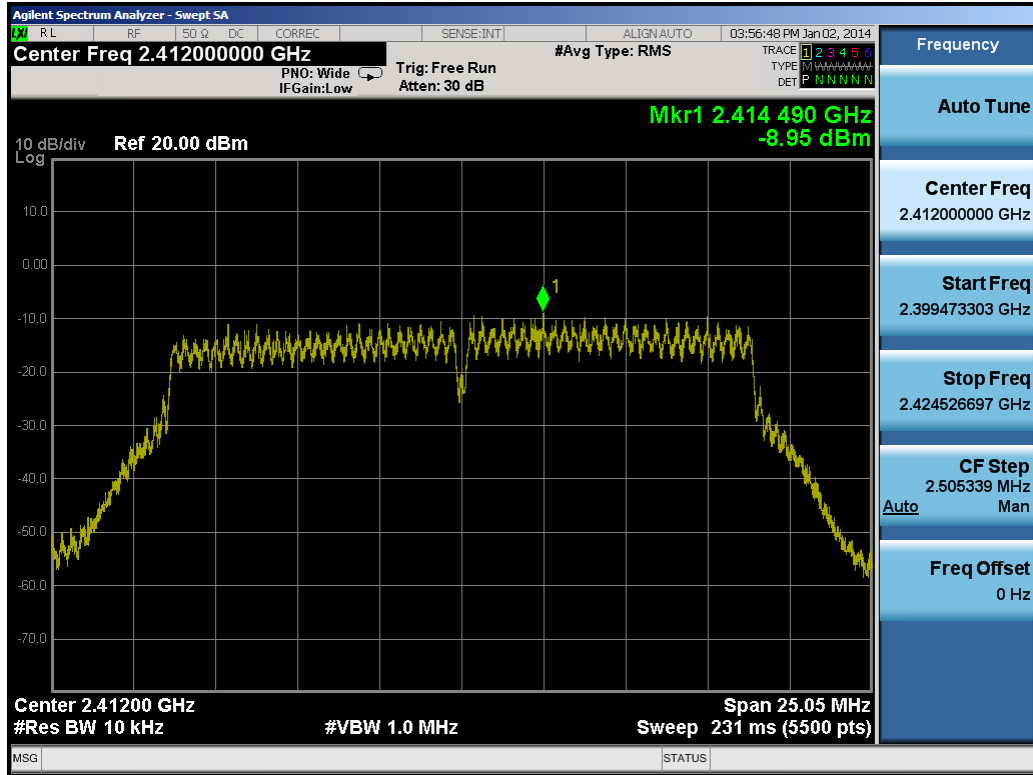 Agilent Spectrum Analyzer - Swept SA
LXI RL RF 50 Ω DC CORREC SENSE:INT ALIGN AUTO 03:56:48 PM Jan 02, 2014
Center Freq 2.412000000 GHz
PNO: Wide
IFGain:Low
Trig: Free Run
Atten: 30 dB
#Avg Type: RMS
TRACE 1 2 3 4 5 6
TYPE M WWWWW
DET P N N N N N
Mkr1 2.414 490 GHz
-8.95 dBm
10 dB/div Ref 20.00 dBm
Log
10.0
0.00
-10.0
-20.0
-30.0
-40.0
-50.0
-60.0
-70.0
1
Center 2.41200 GHz Span 25.05 MHz
#Res BW 10 kHz #VBW 1.0 MHz Sweep 231 ms (5500 pts)
MSG STATUS
Frequency
Auto Tune
Center Freq
2.412000000 GHz
Start Freq
2.399473303 GHz
Stop Freq
2.424526697 GHz
CF Step
2.505339 MHz
Auto Man
Freq Offset
0 Hz